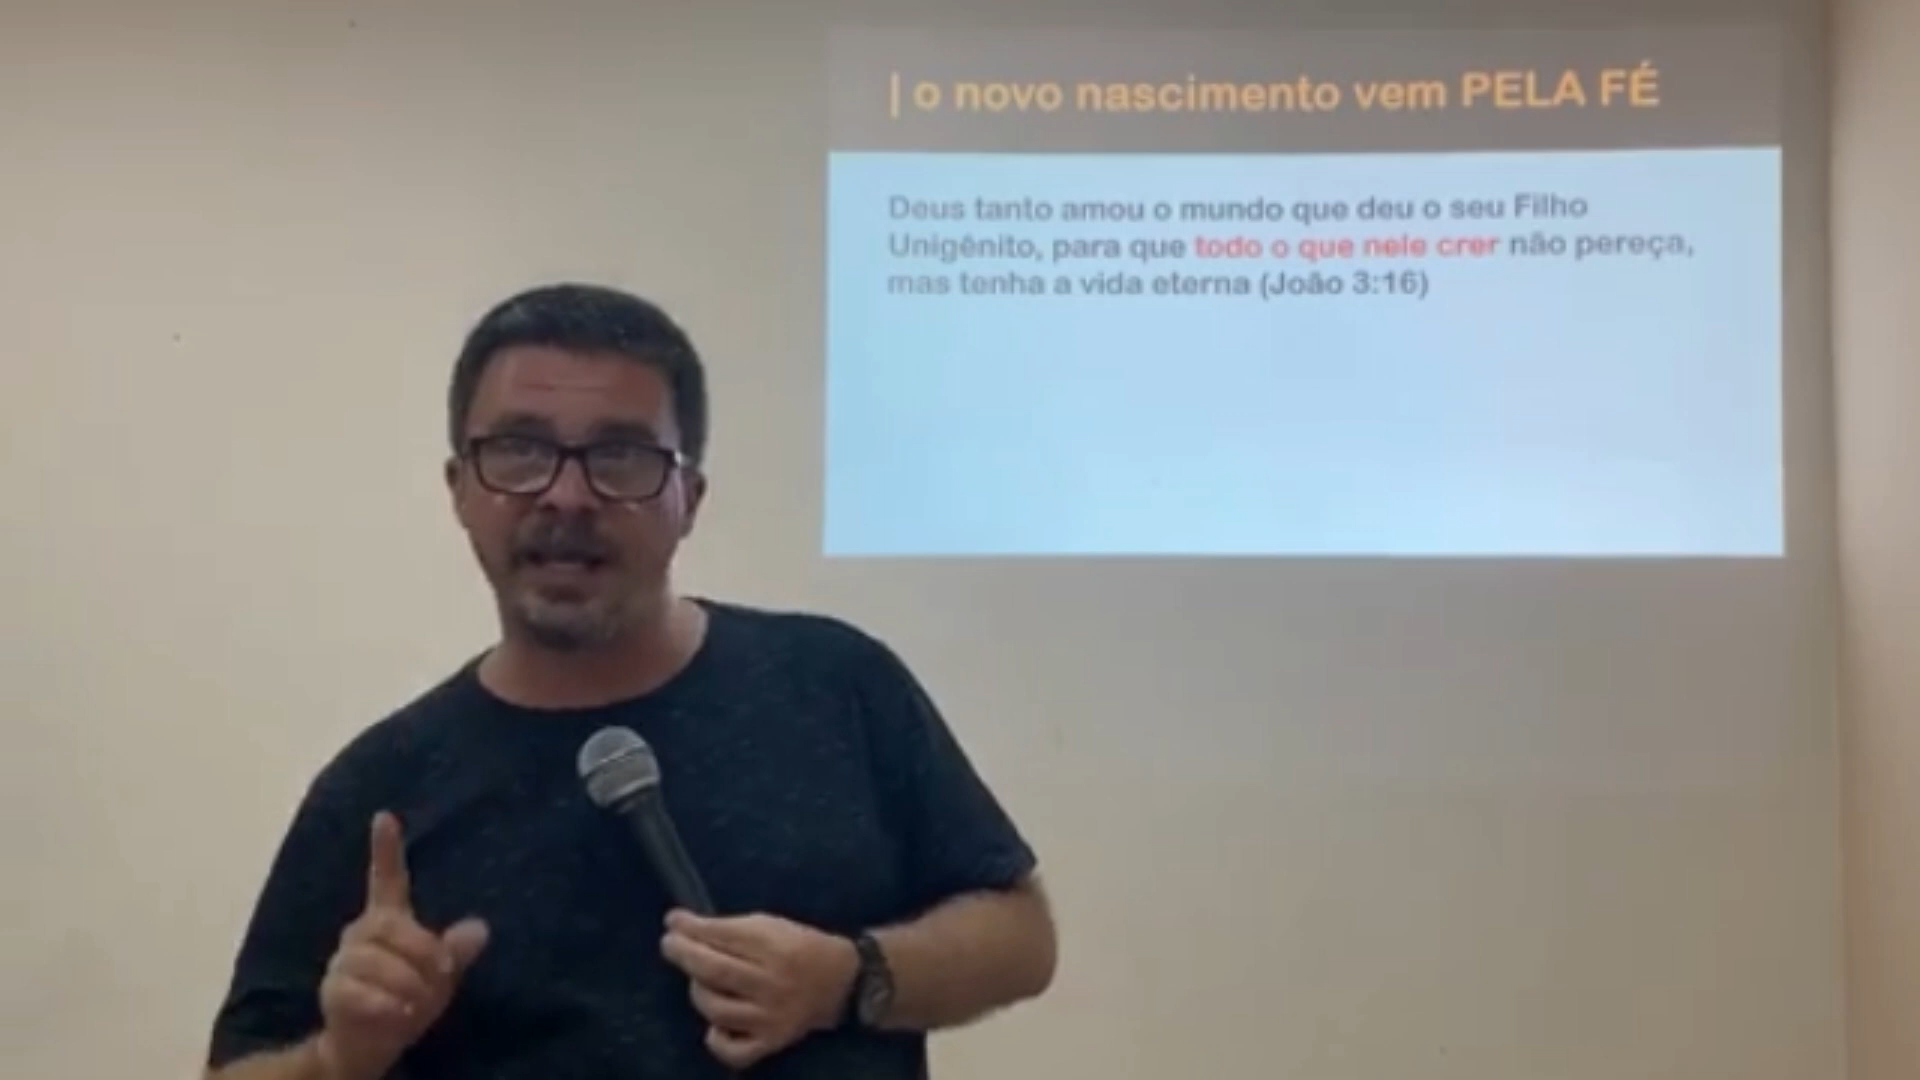 | o novo nascimento vem PELA FÉ
Deus tanto amou o mundo que deu o seu Filho
Unigênito, para que todo o que nele crer não pereça,
mas tenha a vida eterna (João 3:16)